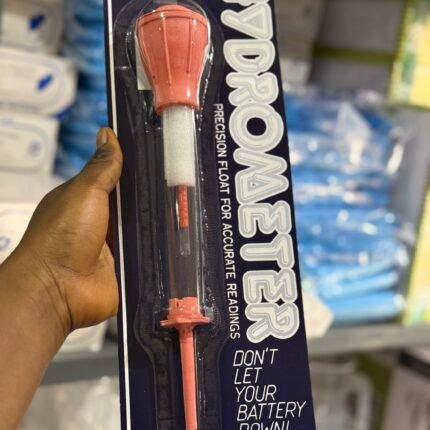 HYDROMETER
PRECISION FLOAT FOR ACCURATE READINGS
DON'T
LET
YOUR
BATTERY
DOWN!